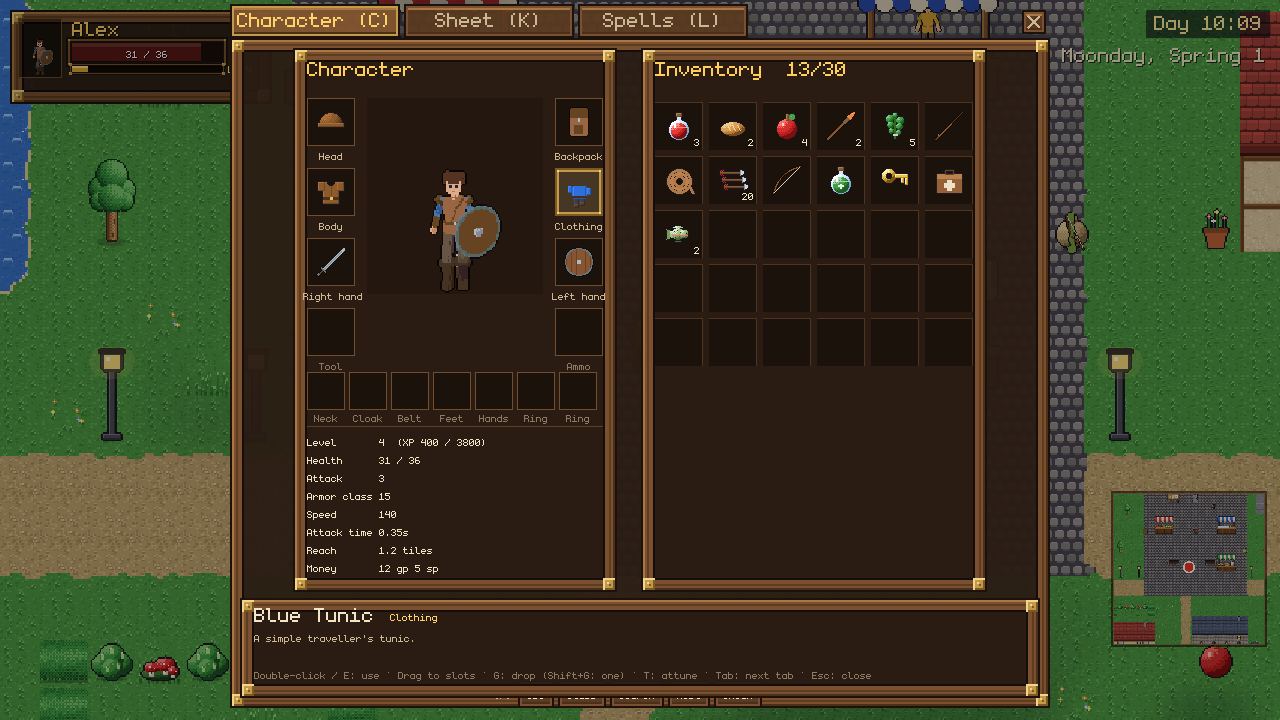 Alex
31 / 36
Character (C)
Sheet (K)
Spells (L)
Day 10:09
Moonday, Spring 1
Character
Inventory 13/30
Head
Backpack
Body
Clothing
Right hand
Left hand
Tool
Ammo
Neck Cloak Belt Feet Hands Ring Ring
3 2 4 2 5
20
2
Level 4 (XP 400 / 3800)
Health 31 / 36
Attack 3
Armor class 15
Speed 140
Attack time 0.35s
Reach 1.2 tiles
Money 12 gp 5 sp
Blue Tunic Clothing
A simple traveller's tunic.
Double-click / E: use · Drag to slots · G: drop (Shift+G: one) · T: attune · Tab: next tab · Esc: close